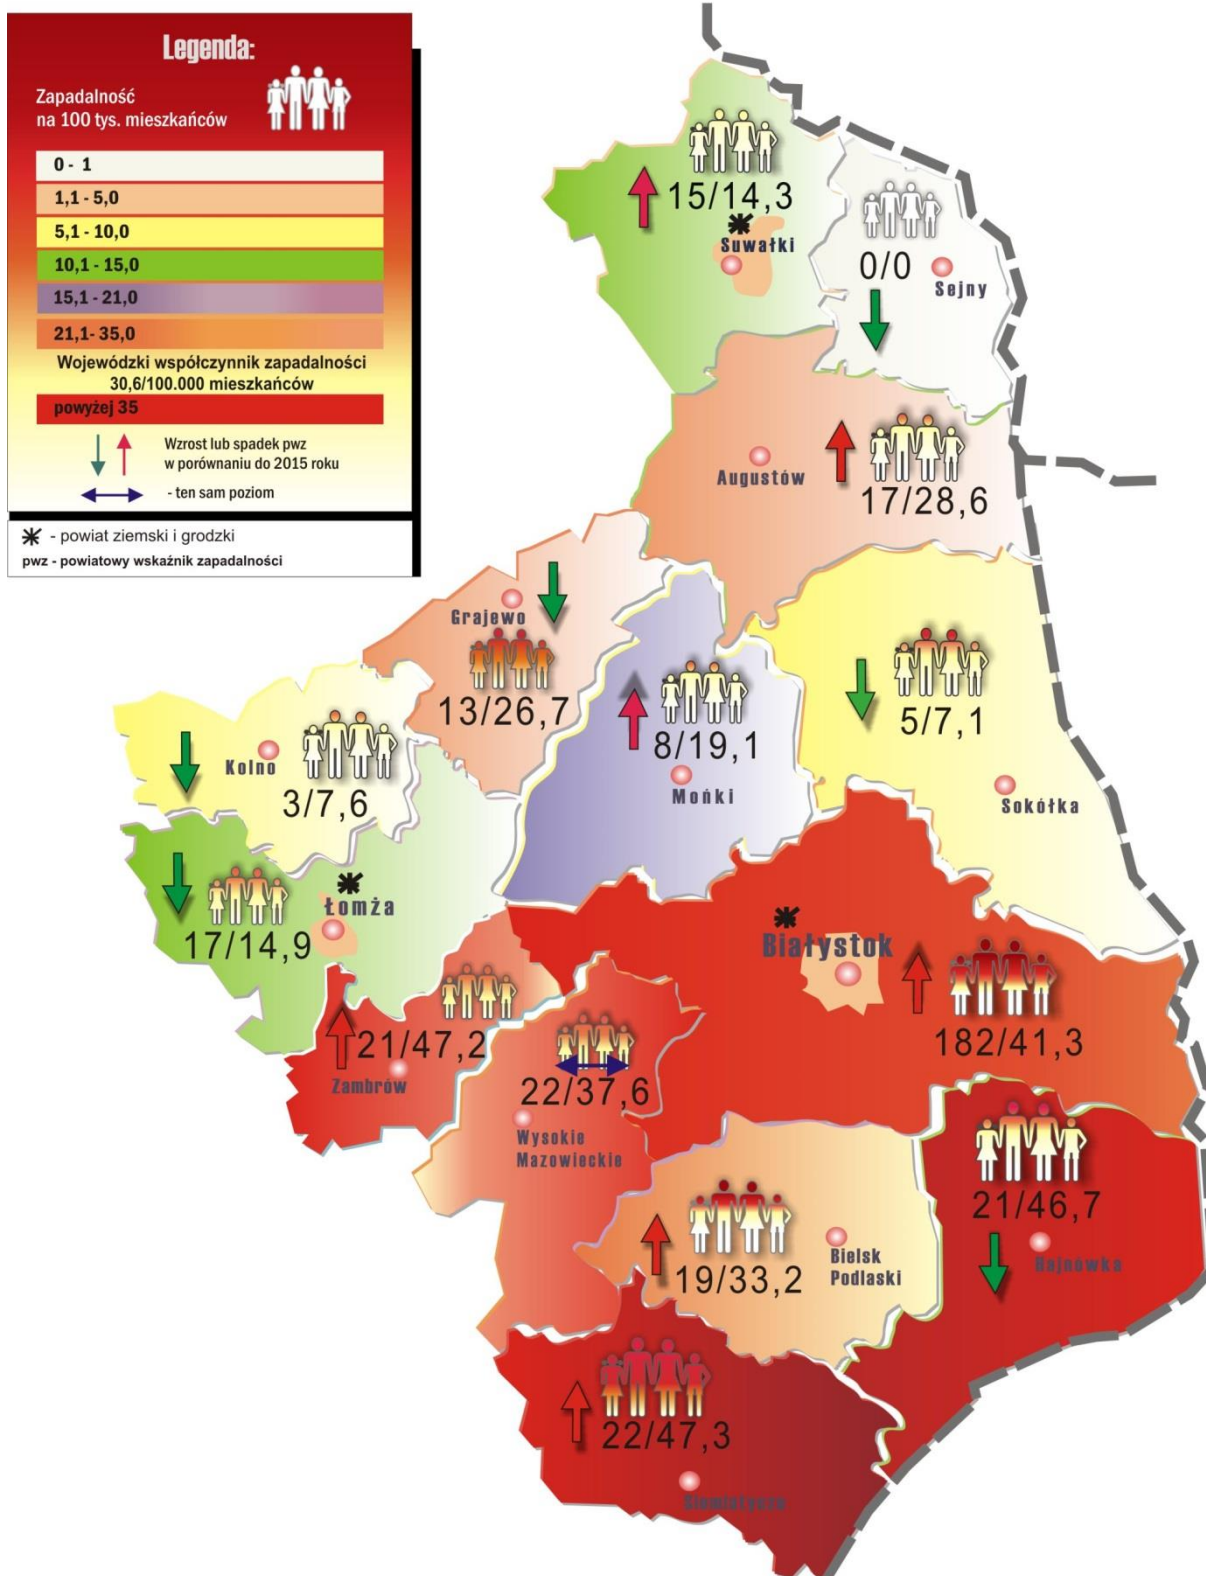 Legenda:
Zapadalność
na 100 tys. mieszkańców
0 - 1
1,1 - 5,0
5,1 - 10,0
10,1 - 15,0
15,1 - 21,0
21,1- 35,0
Wojewódzki współczynnik zapadalności
30,6/100.000 mieszkańców
powyżej 35
Wzrost lub spadek pwz
w porównaniu do 2015 roku
- ten sam poziom
- powiat ziemski i grodzki
pwz - powiatowy wskaźnik zapadalności
15/14,3
Suwałki
0/0
Sejny
Augustów
17/28,6
Grajewo
13/26,7
8/19,1
Mońki
5/7,1
Sokółka
Kolno
3/7,6
Łomża
17/14,9
Białystok
182/41,3
21/47,2
Zambrów
22/37,6
Wysokie
Mazowieckie
21/46,7
Hajnówka
19/33,2
Bielsk
Podlaski
22/47,3
Siemiatycze